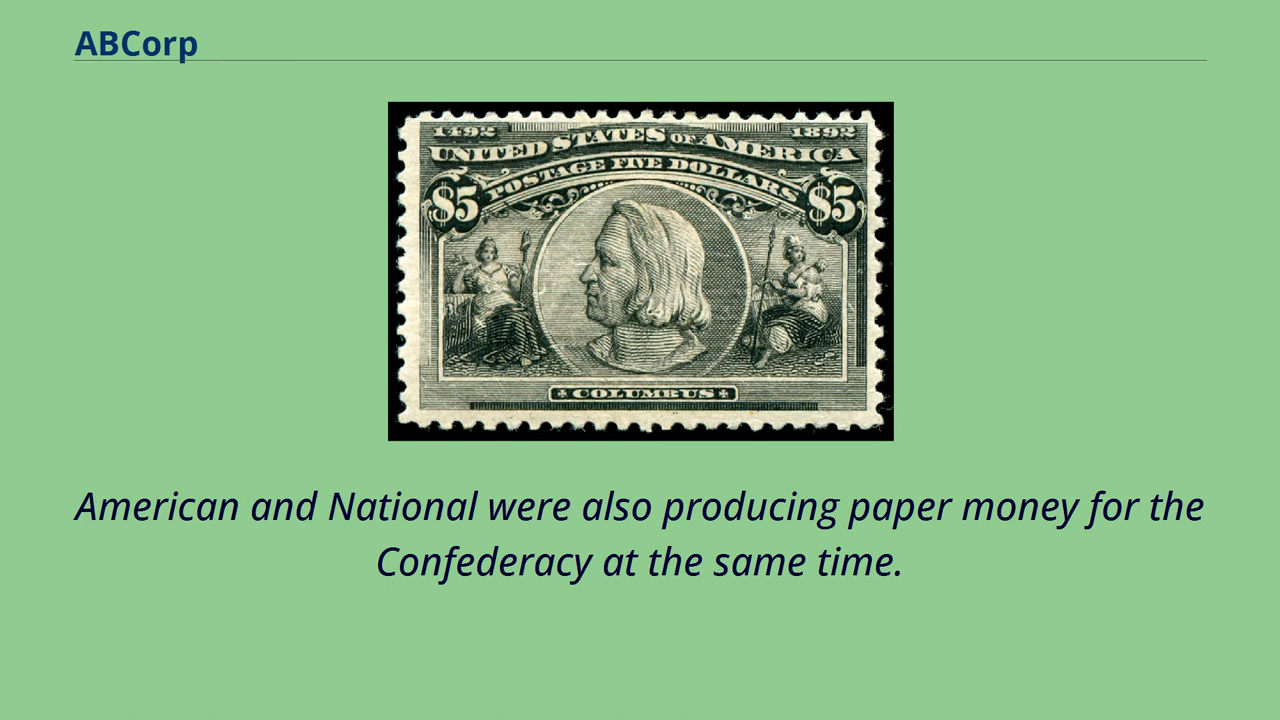 ABCorp
1492 1892
UNITED STATES OF AMERICA
POSTAGE FIVE DOLLARS
$5 $5
COLUMBUS
American and National were also producing paper money for the
Confederacy at the same time.